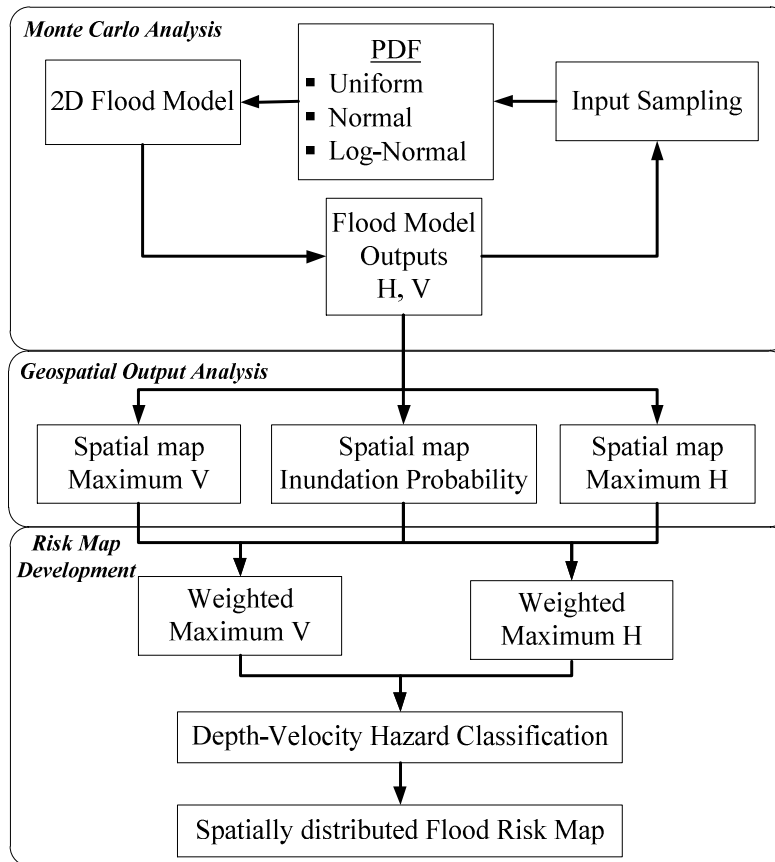 Monte Carlo Analysis
2D Flood Model
PDF
▪ Uniform
▪ Normal
▪ Log-Normal
Input Sampling
Flood Model
Outputs
H, V
Geospatial Output Analysis
Spatial map
Maximum V
Spatial map
Inundation Probability
Spatial map
Maximum H
Risk Map
Development
Weighted
Maximum V
Weighted
Maximum H
Depth-Velocity Hazard Classification
Spatially distributed Flood Risk Map